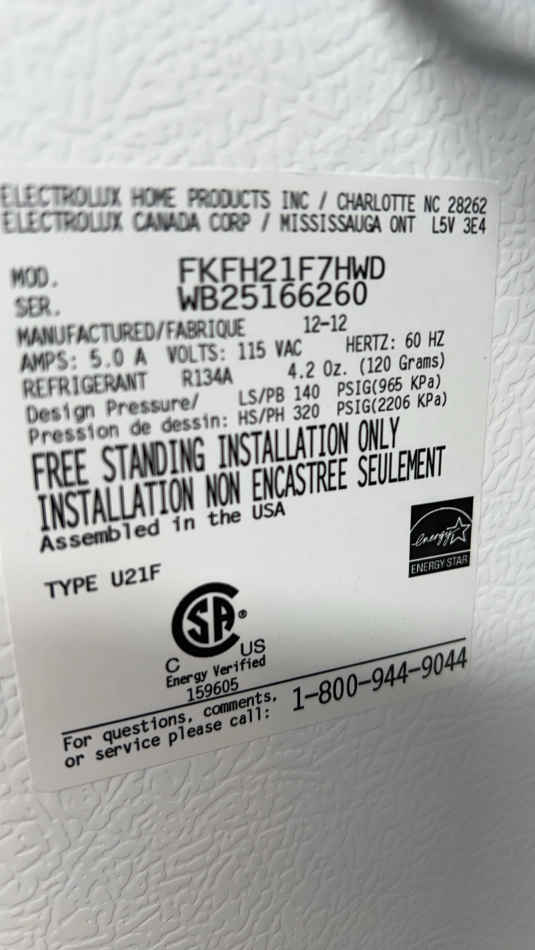 ELECTROLUX HOME PRODUCTS INC / CHARLOTTE NC 28262
ELECTROLUX CANADA CORP / MISSISSAUGA ONT L5V 3E4
MOD. FKFH21F7HWD
SER. WB25166260
MANUFACTURED/FABRIQUE 12-12
AMPS: 5.0 A VOLTS: 115 VAC HERTZ: 60 HZ
REFRIGERANT R134A 4.2 Oz. (120 Grams)
Design Pressure/ LS/PB 140 PSIG(965 KPa)
Pression de dessin: HS/PH 320 PSIG(2206 KPa)
FREE STANDING INSTALLATION ONLY
INSTALLATION NON ENCASTREE SEULEMENT
Assembled in the USA
energy
ENERGY STAR
TYPE U21F
CSA®
C US
Energy Verified
159605
For questions, comments,
or service please call: 1-800-944-9044